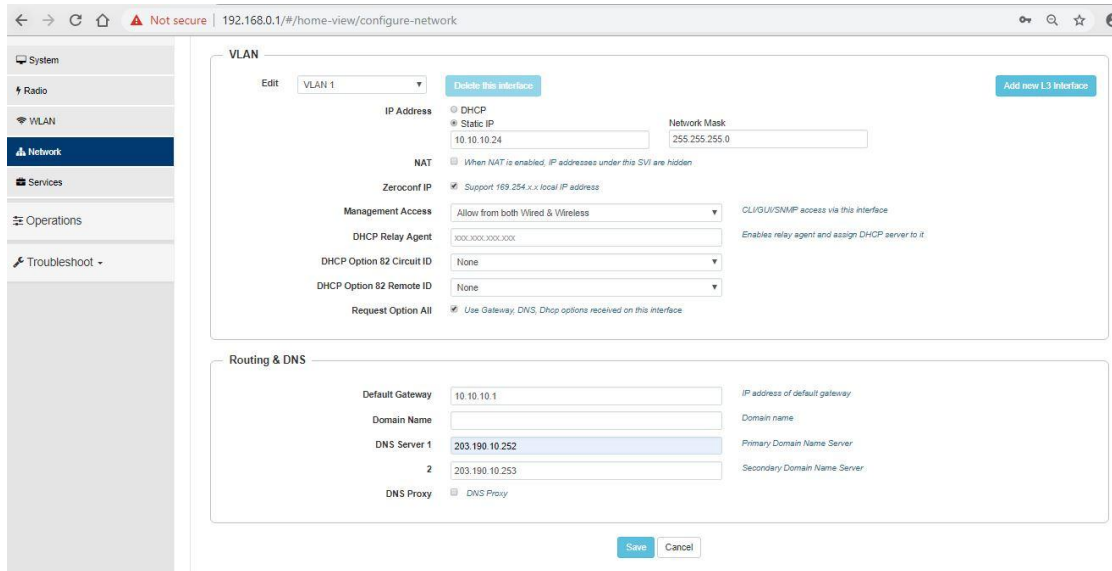 Not secure | 192.168.0.1/#/home-view/configure-network
System
Radio
WLAN
Network
Services
Operations
Troubleshoot
VLAN
Edit VLAN 1 Delete this interface Add new L3 Interface
IP Address DHCP
Static IP Network Mask
10.10.10.24 255.255.255.0
NAT When NAT is enabled, IP addresses under this SVI are hidden
Zeroconf IP Support 169.254.x.x local IP address
Management Access Allow from both Wired & Wireless CLI/GUI/SNMP access via this interface
DHCP Relay Agent xxx.xxx.xxx.xxx Enables relay agent and assign DHCP server to it
DHCP Option 82 Circuit ID None
DHCP Option 82 Remote ID None
Request Option All Use Gateway, DNS, Dhcp options received on this interface
Routing & DNS
Default Gateway 10.10.10.1 IP address of default gateway
Domain Name Domain name
DNS Server 1 203.190.10.252 Primary Domain Name Server
2 203.190.10.253 Secondary Domain Name Server
DNS Proxy DNS Proxy
Save Cancel